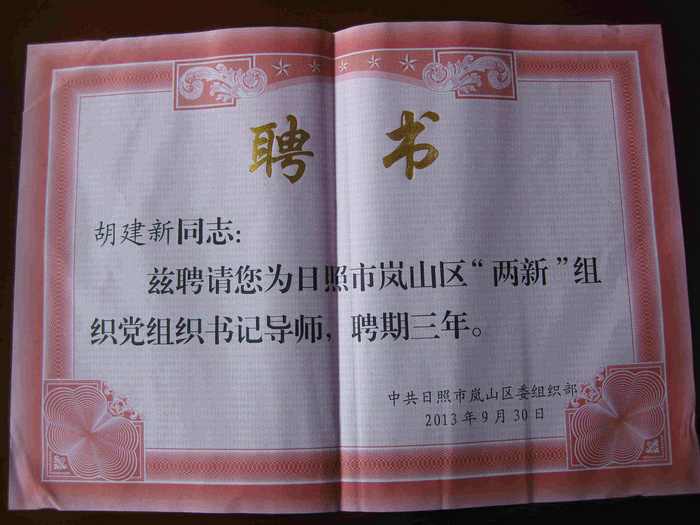 聘书
胡建新同志：
兹聘请您为日照市岚山区“两新”组
织党组织书记导师，聘期三年。
中共日照市岚山区委组织部
2013年9月30日